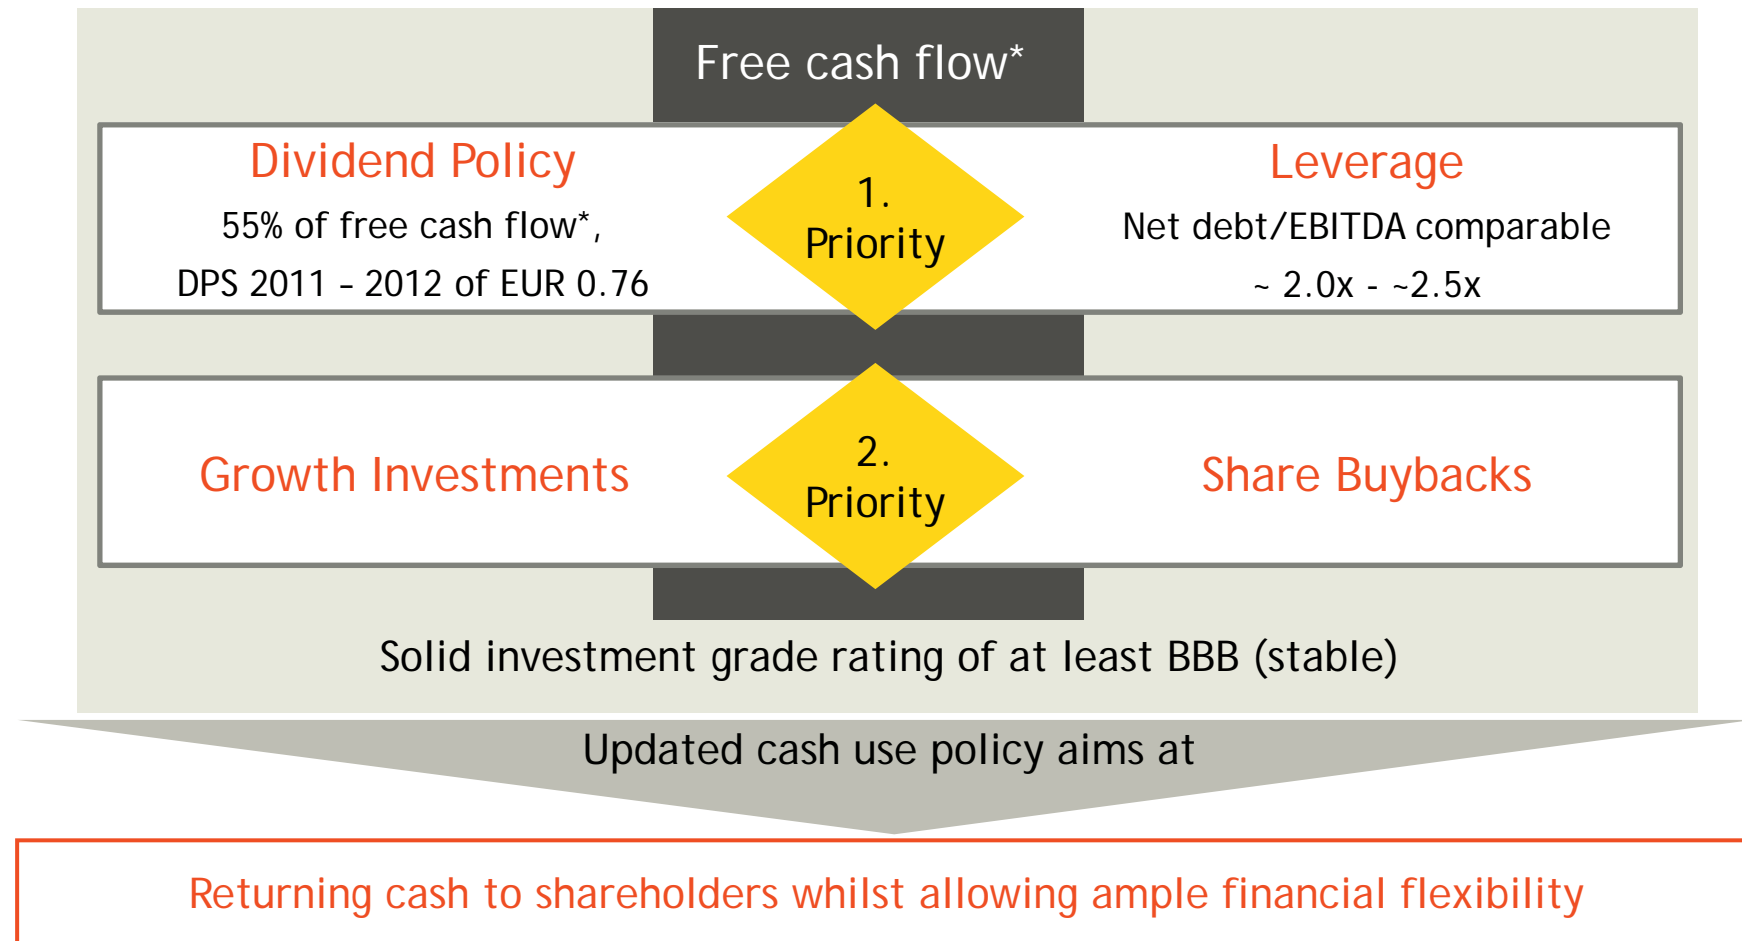 Free cash flow*
Dividend Policy
55% of free cash flow*,
DPS 2011 – 2012 of EUR 0.76
1.
Priority
Leverage
Net debt/EBITDA comparable
~ 2.0x - ~2.5x
Growth Investments
2.
Priority
Share Buybacks
Solid investment grade rating of at least BBB (stable)
Updated cash use policy aims at
Returning cash to shareholders whilst allowing ample financial flexibility